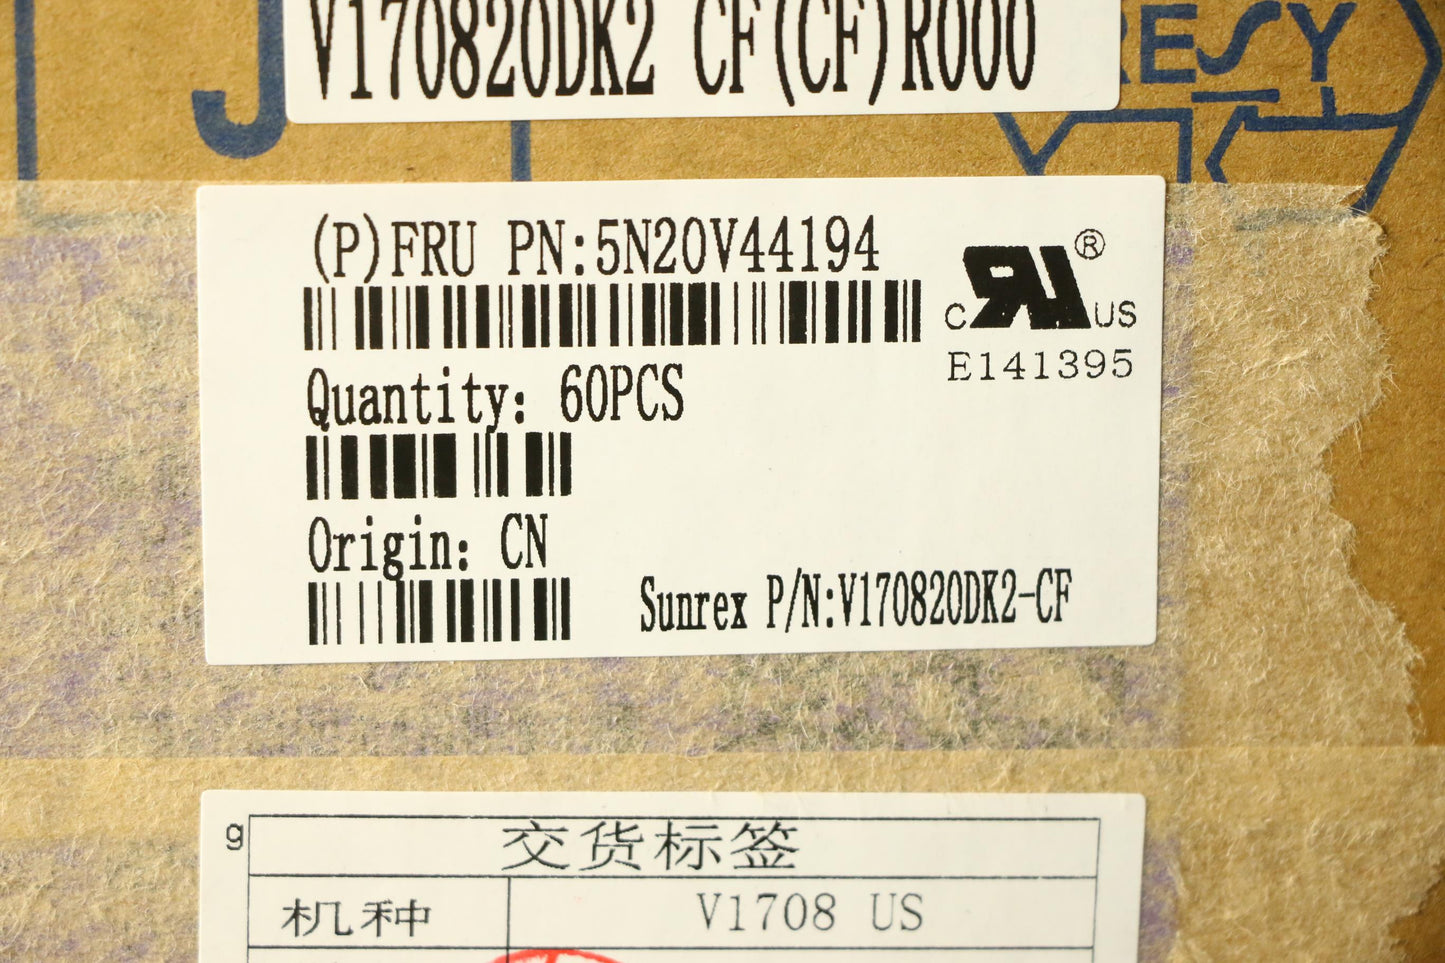 V170820DK2 CF(CF)R000
J
RESY
(P)FRU PN:5N20V44194
®
C US
E141395
Quantity: 60PCS
Origin: CN
Sunrex P/N:V170820DK2-CF
g
交货标签
机种 V1708 US